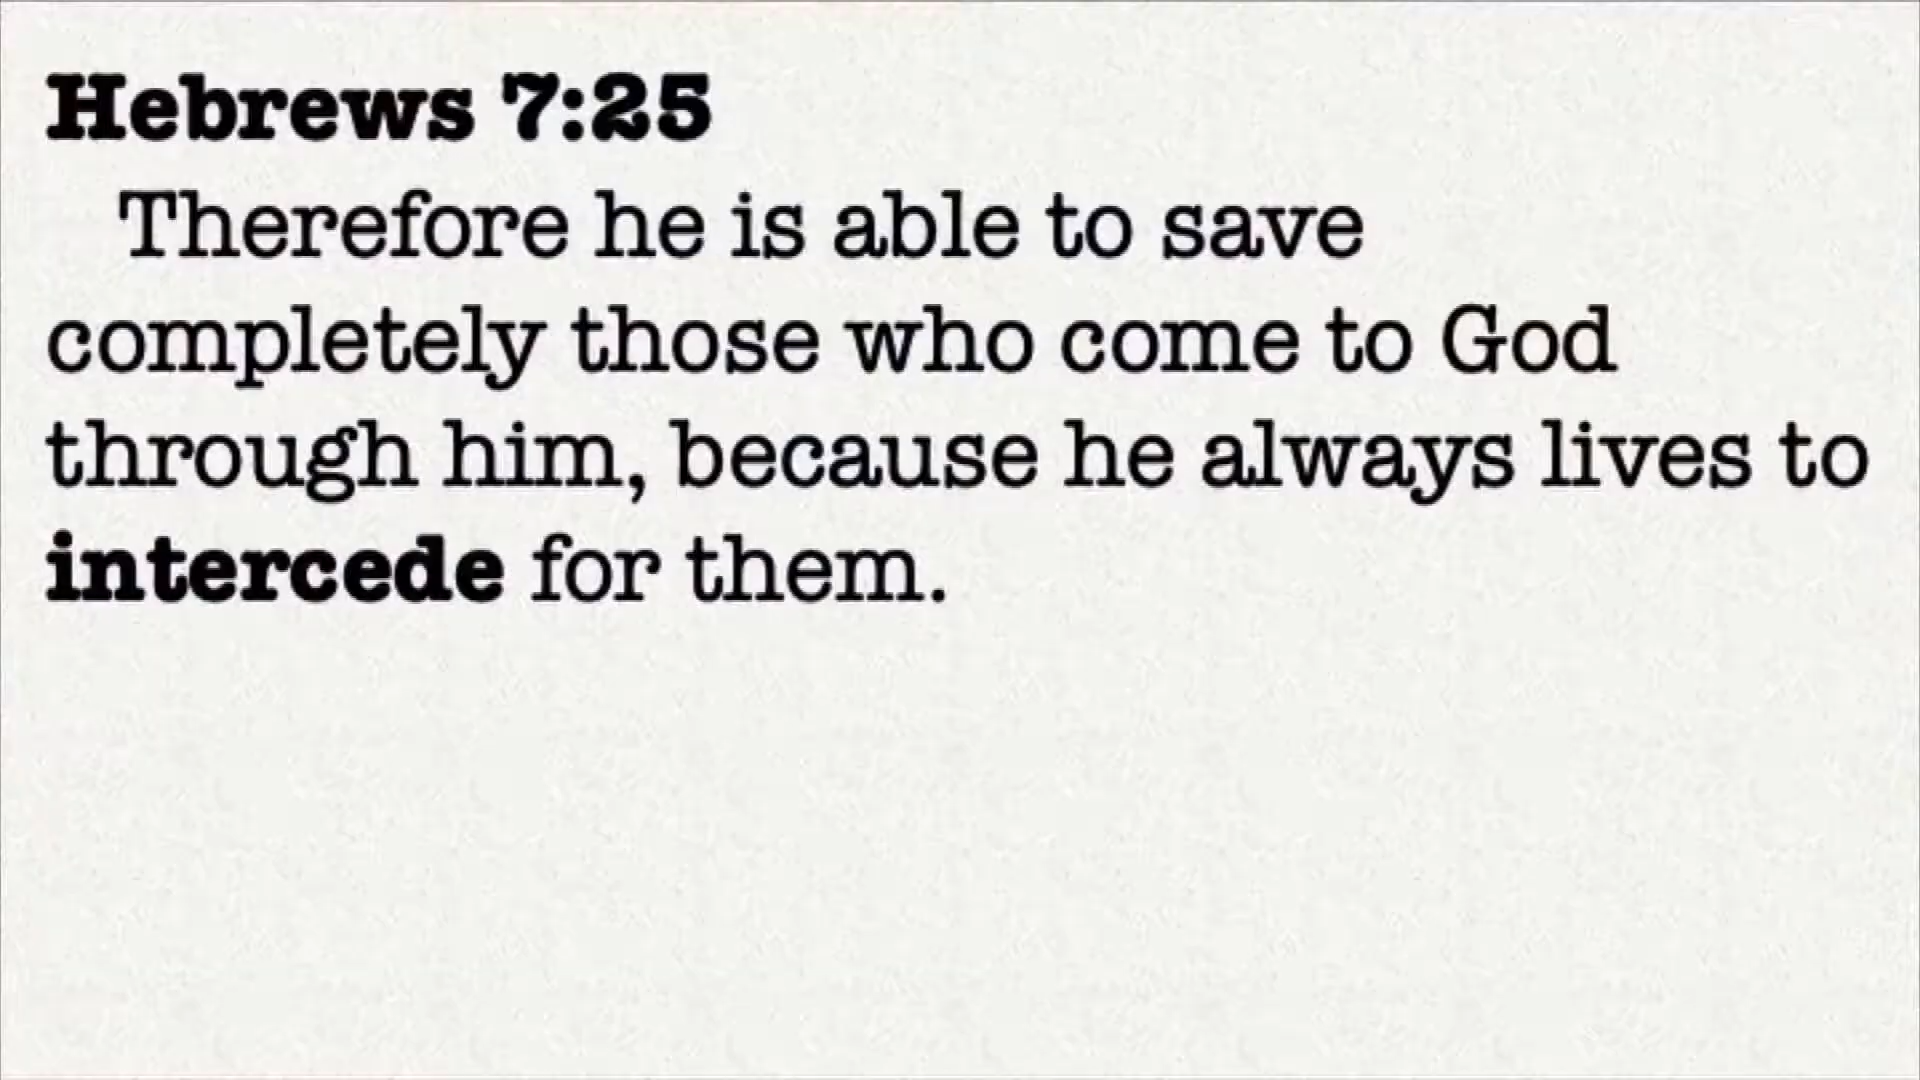 Hebrews 7:25
Therefore he is able to save
completely those who come to God
through him, because he always lives to
intercede for them.